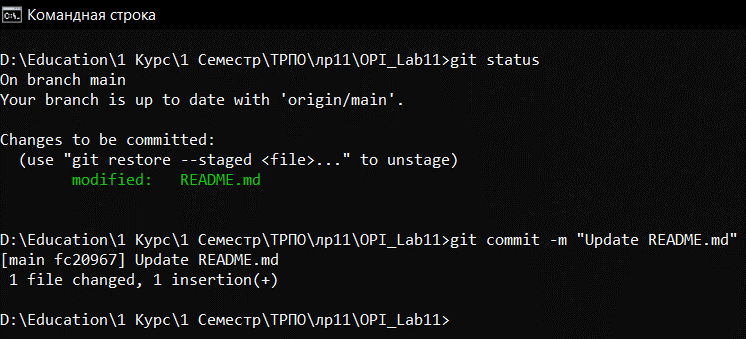 Командная строка
D:\Education\1 Курс\1 Семестр\ТРПО\лр11\OPI_Lab11>git status
On branch main
Your branch is up to date with 'origin/main'.
Changes to be committed:
  (use "git restore --staged <file>..." to unstage)
        modified:   README.md
D:\Education\1 Курс\1 Семестр\ТРПО\лр11\OPI_Lab11>git commit -m "Update README.md"
[main fc20967] Update README.md
 1 file changed, 1 insertion(+)
D:\Education\1 Курс\1 Семестр\ТРПО\лр11\OPI_Lab11>